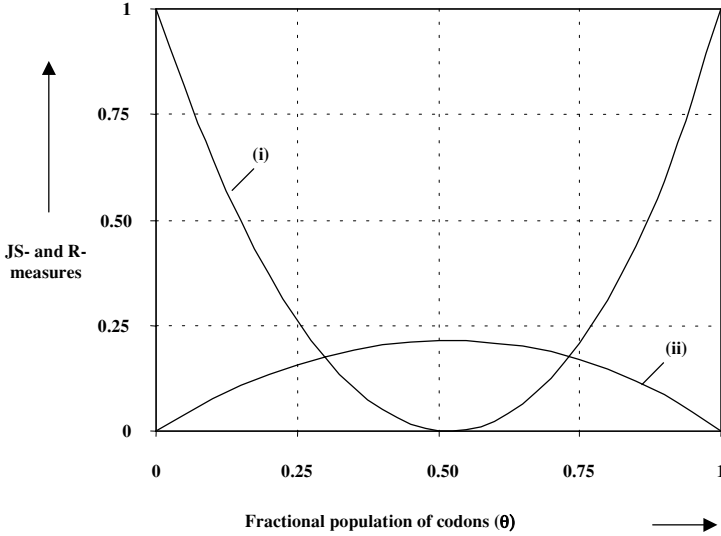 1
0.75
(i)
0.50
JS- and R-
measures
0.25
(ii)
0
0 0.25 0.50 0.75 1
Fractional population of codons (θ)